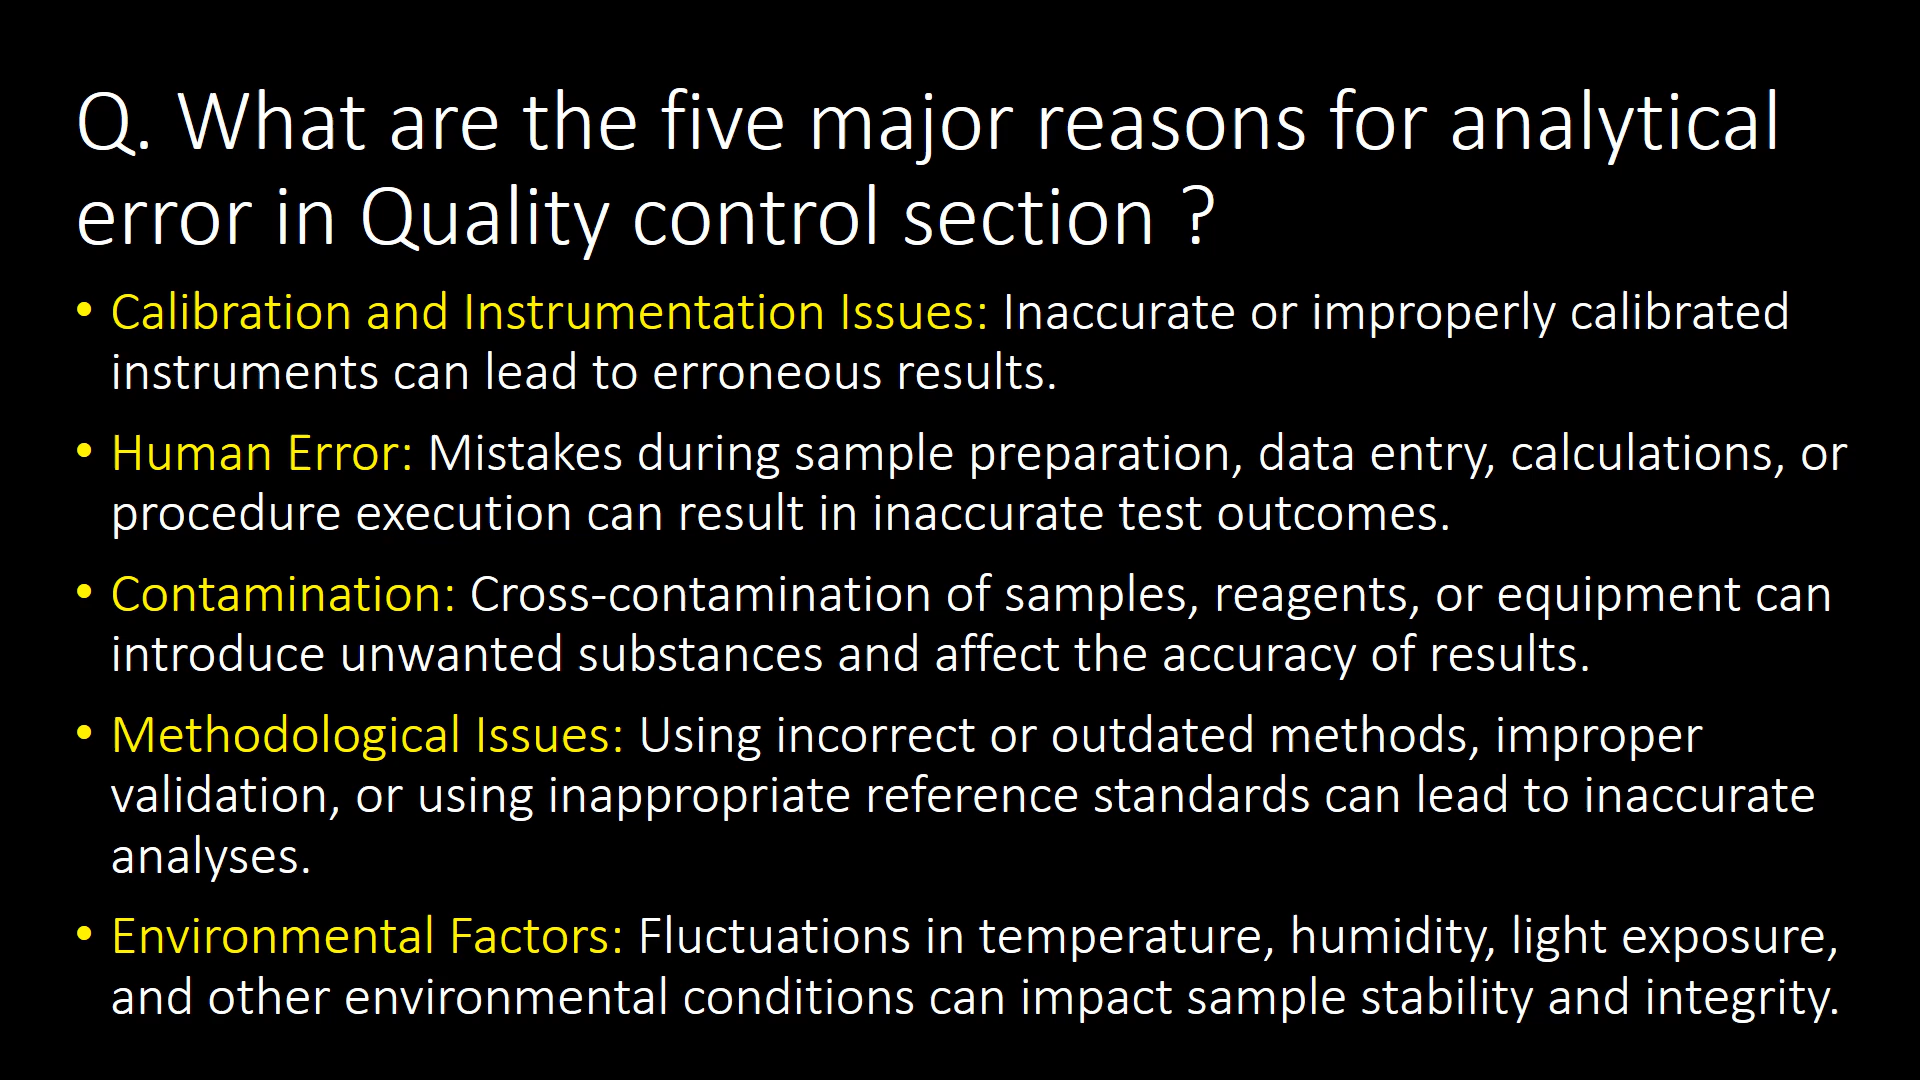 Q. What are the five major reasons for analytical
error in Quality control section ?
• Calibration and Instrumentation Issues: Inaccurate or improperly calibrated
instruments can lead to erroneous results.
• Human Error: Mistakes during sample preparation, data entry, calculations, or
procedure execution can result in inaccurate test outcomes.
• Contamination: Cross-contamination of samples, reagents, or equipment can
introduce unwanted substances and affect the accuracy of results.
• Methodological Issues: Using incorrect or outdated methods, improper
validation, or using inappropriate reference standards can lead to inaccurate
analyses.
• Environmental Factors: Fluctuations in temperature, humidity, light exposure,
and other environmental conditions can impact sample stability and integrity.